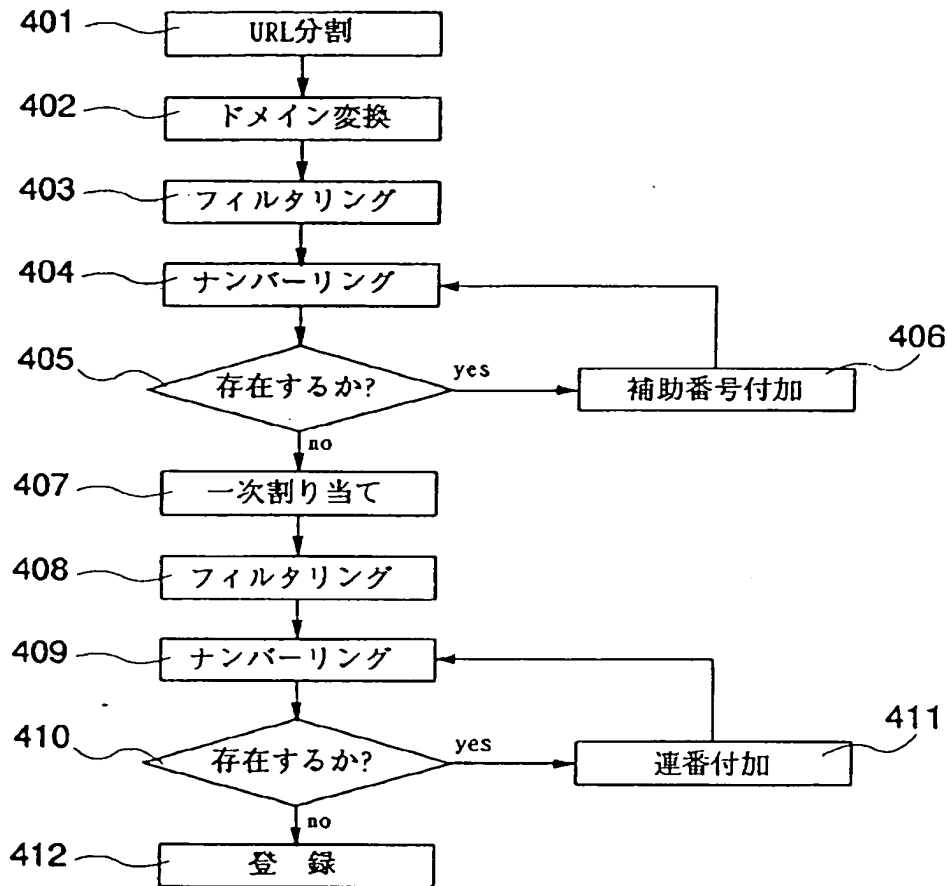 401 URL分割
402 ドメイン変換
403 フィルタリング
404 ナンバーリング
405 存在するか? yes
406 補助番号付加
no
407 一次割り当て
408 フィルタリング
409 ナンバーリング
410 存在するか? yes
411 連番付加
no
412 登 録